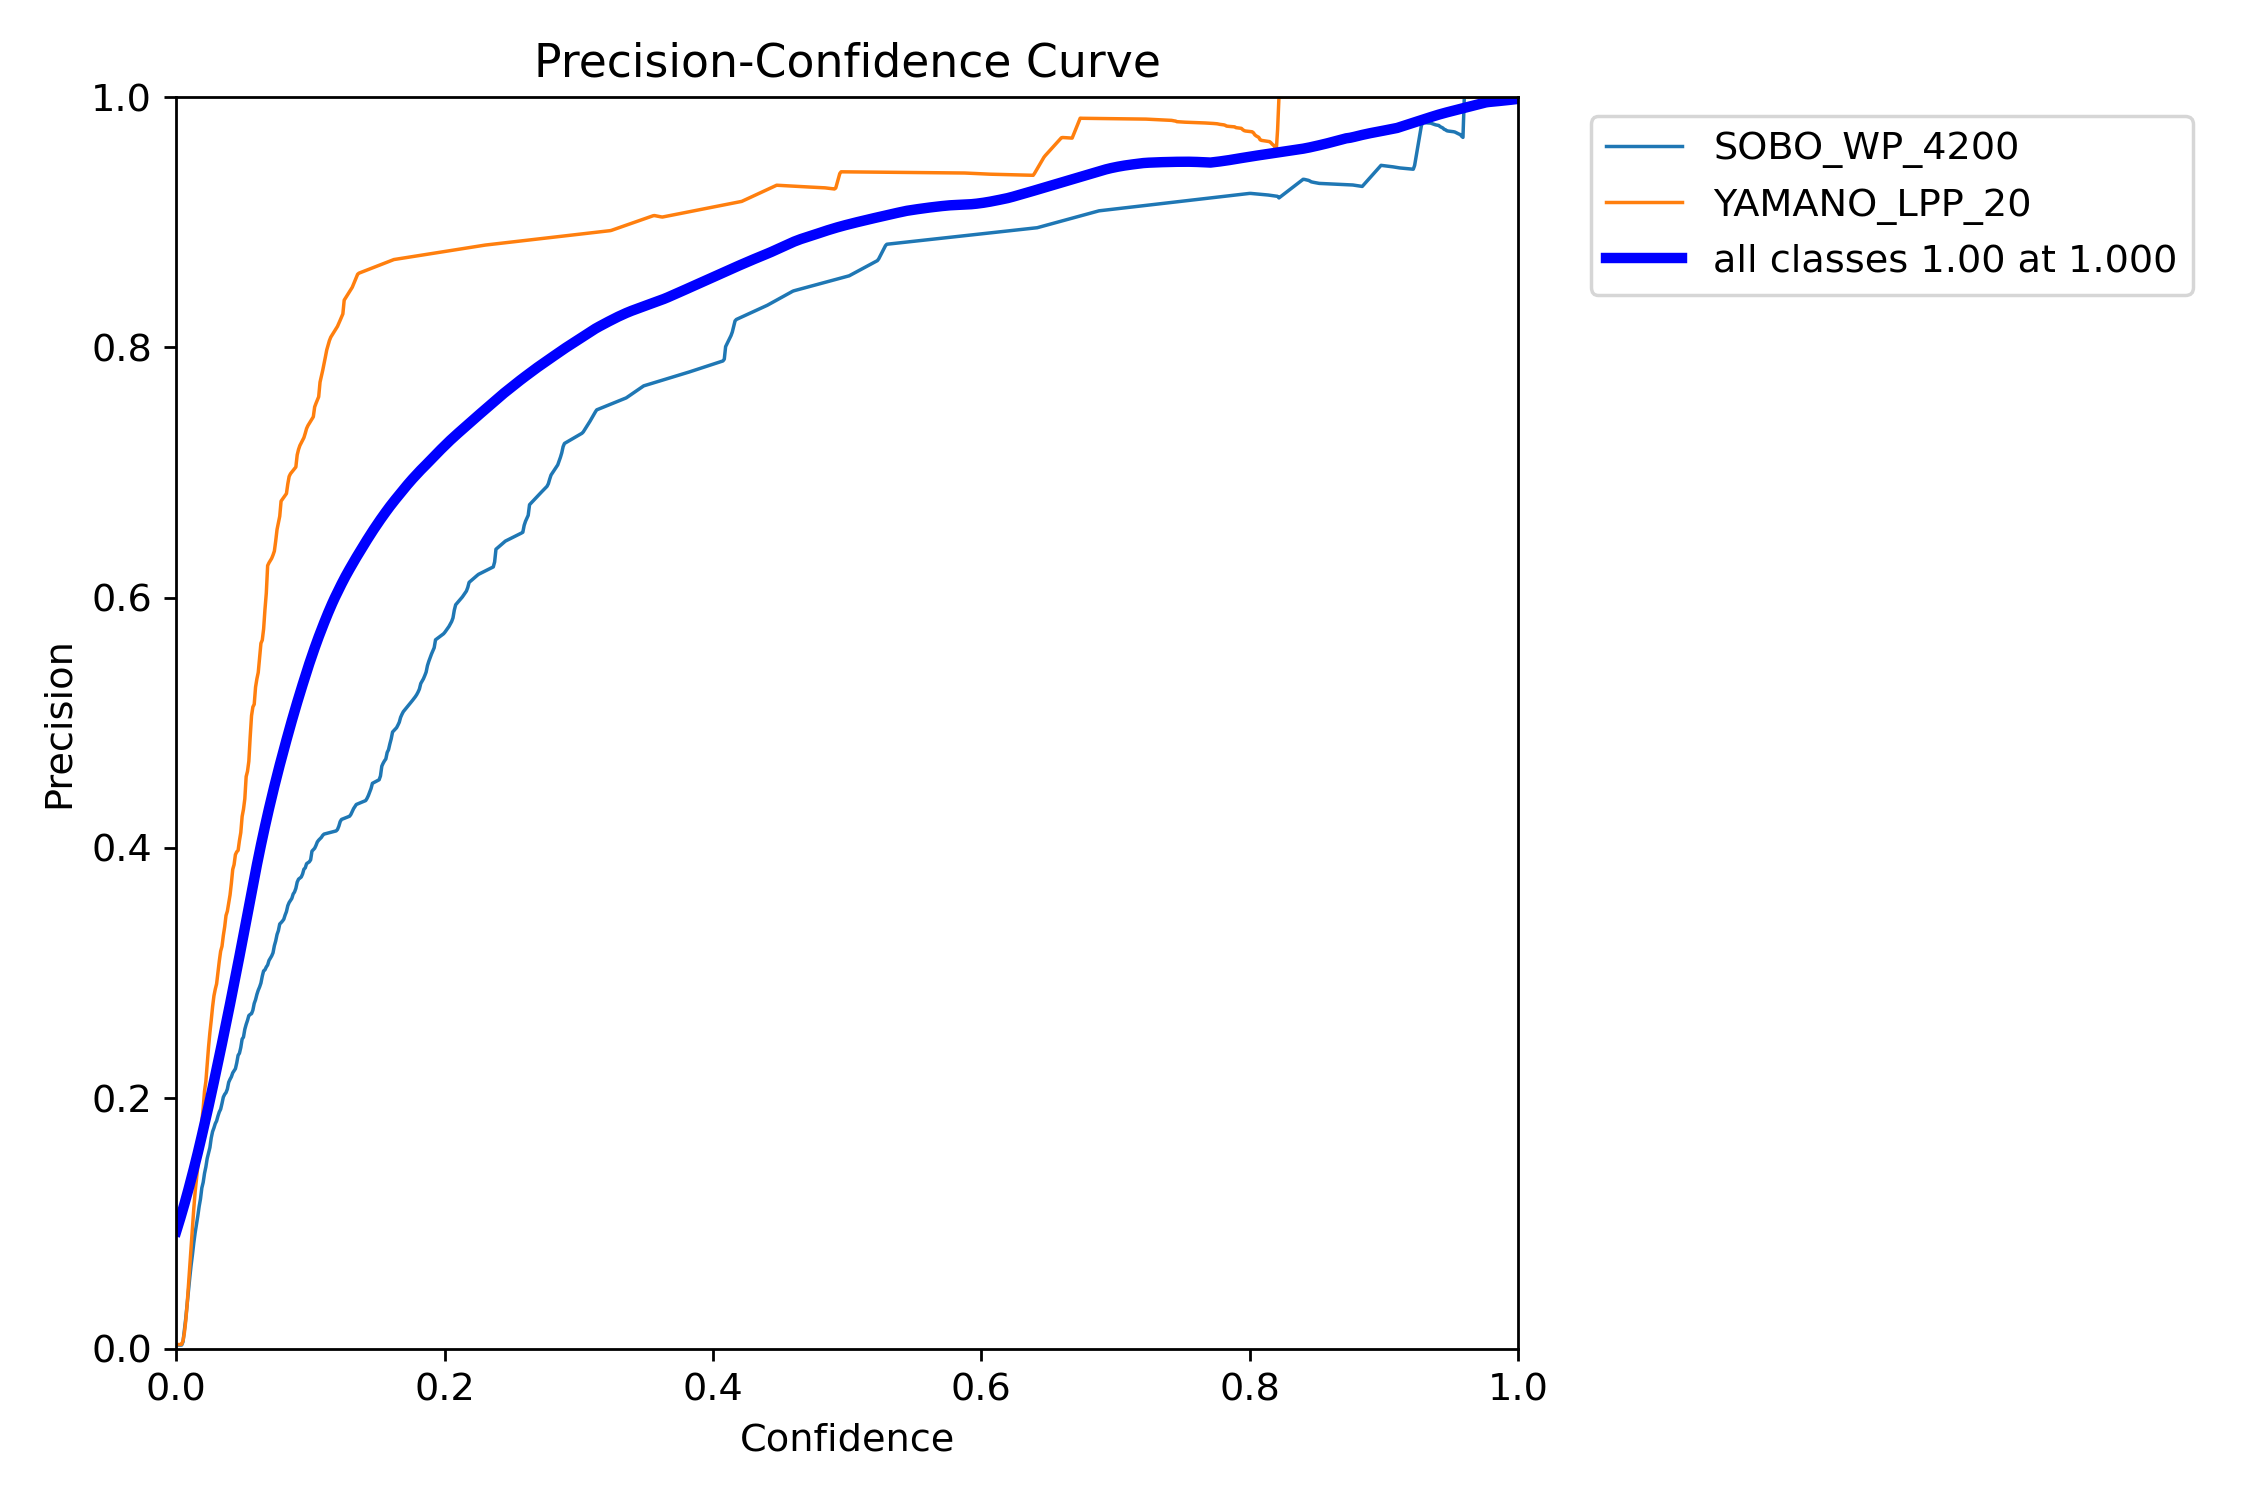 Precision-Confidence Curve
1.0
0.8
0.6
0.4
0.2
0.0
Precision
0.0 0.2 0.4 0.6 0.8 1.0
Confidence
SOBO_WP_4200
YAMANO_LPP_20
all classes 1.00 at 1.000